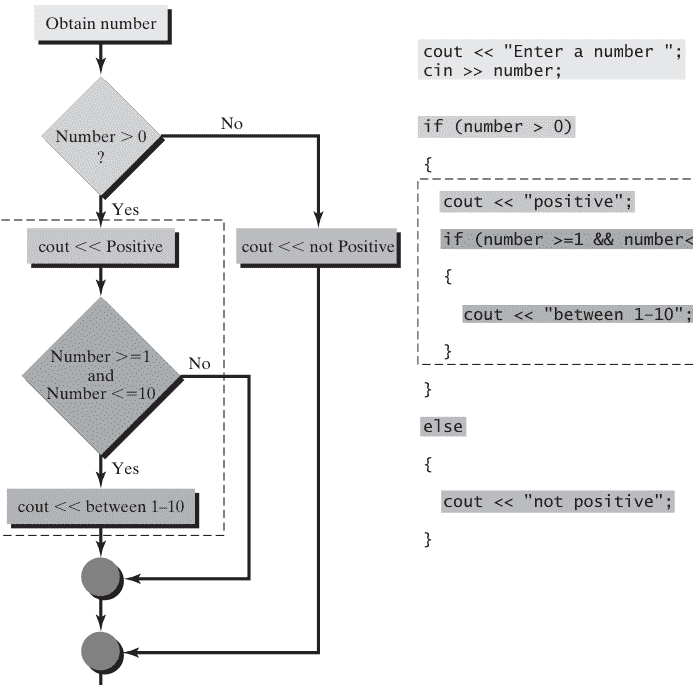 Obtain number
Number > 0
?
No
Yes
cout << Positive
cout << not Positive
Number >=1
and
Number <=10
No
Yes
cout << between 1–10
cout << "Enter a number ";
cin >> number;
if (number > 0)
{
cout << "positive";
if (number >=1 && number<
{
cout << "between 1–10";
}
}
else
{
cout << "not positive";
}